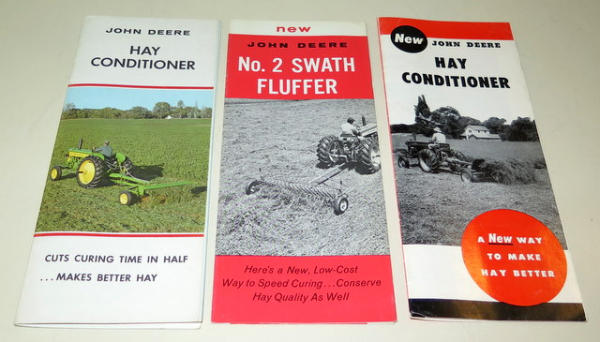 JOHN DEERE
HAY
CONDITIONER
CUTS CURING TIME IN HALF
...MAKES BETTER HAY
new
JOHN DEERE
No. 2 SWATH
FLUFFER
Here's a New, Low-Cost
Way to Speed Curing...Conserve
Hay Quality As Well
New JOHN DEERE
HAY
CONDITIONER
A New WAY
TO MAKE
HAY BETTER